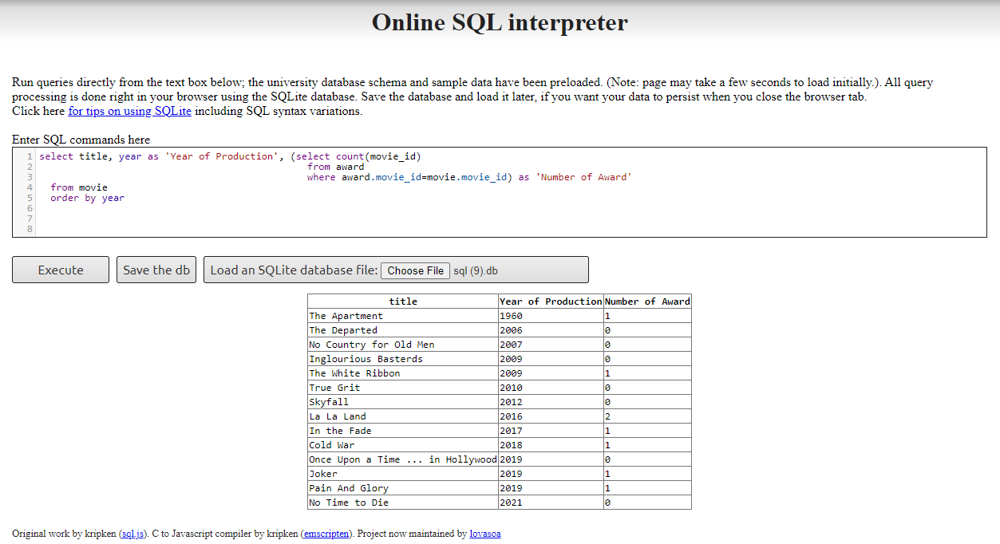 Online SQL interpreter
Run queries directly from the text box below; the university database schema and sample data have been preloaded. (Note: page may take a few seconds to load initially.). All query
processing is done right in your browser using the SQLite database. Save the database and load it later, if you want your data to persist when you close the browser tab.
Click here for tips on using SQLite including SQL syntax variations.
Enter SQL commands here
1 select title, year as 'Year of Production', (select count(movie_id)
2 from award
3 where award.movie_id=movie.movie_id) as 'Number of Award'
4 from movie
5 order by year
6
7
8
Execute Save the db Load an SQLite database file: Choose File sql (9).db
title Year of Production Number of Award
The Apartment 1960 1
The Departed 2006 0
No Country for Old Men 2007 0
Inglourious Basterds 2009 0
The White Ribbon 2009 1
True Grit 2010 0
Skyfall 2012 0
La La Land 2016 2
In the Fade 2017 1
Cold War 2018 1
Once Upon a Time ... in Hollywood 2019 0
Joker 2019 1
Pain And Glory 2019 1
No Time to Die 2021 0
Original work by kripken (sql.js). C to Javascript compiler by kripken (emscripten). Project now maintained by lovasoa